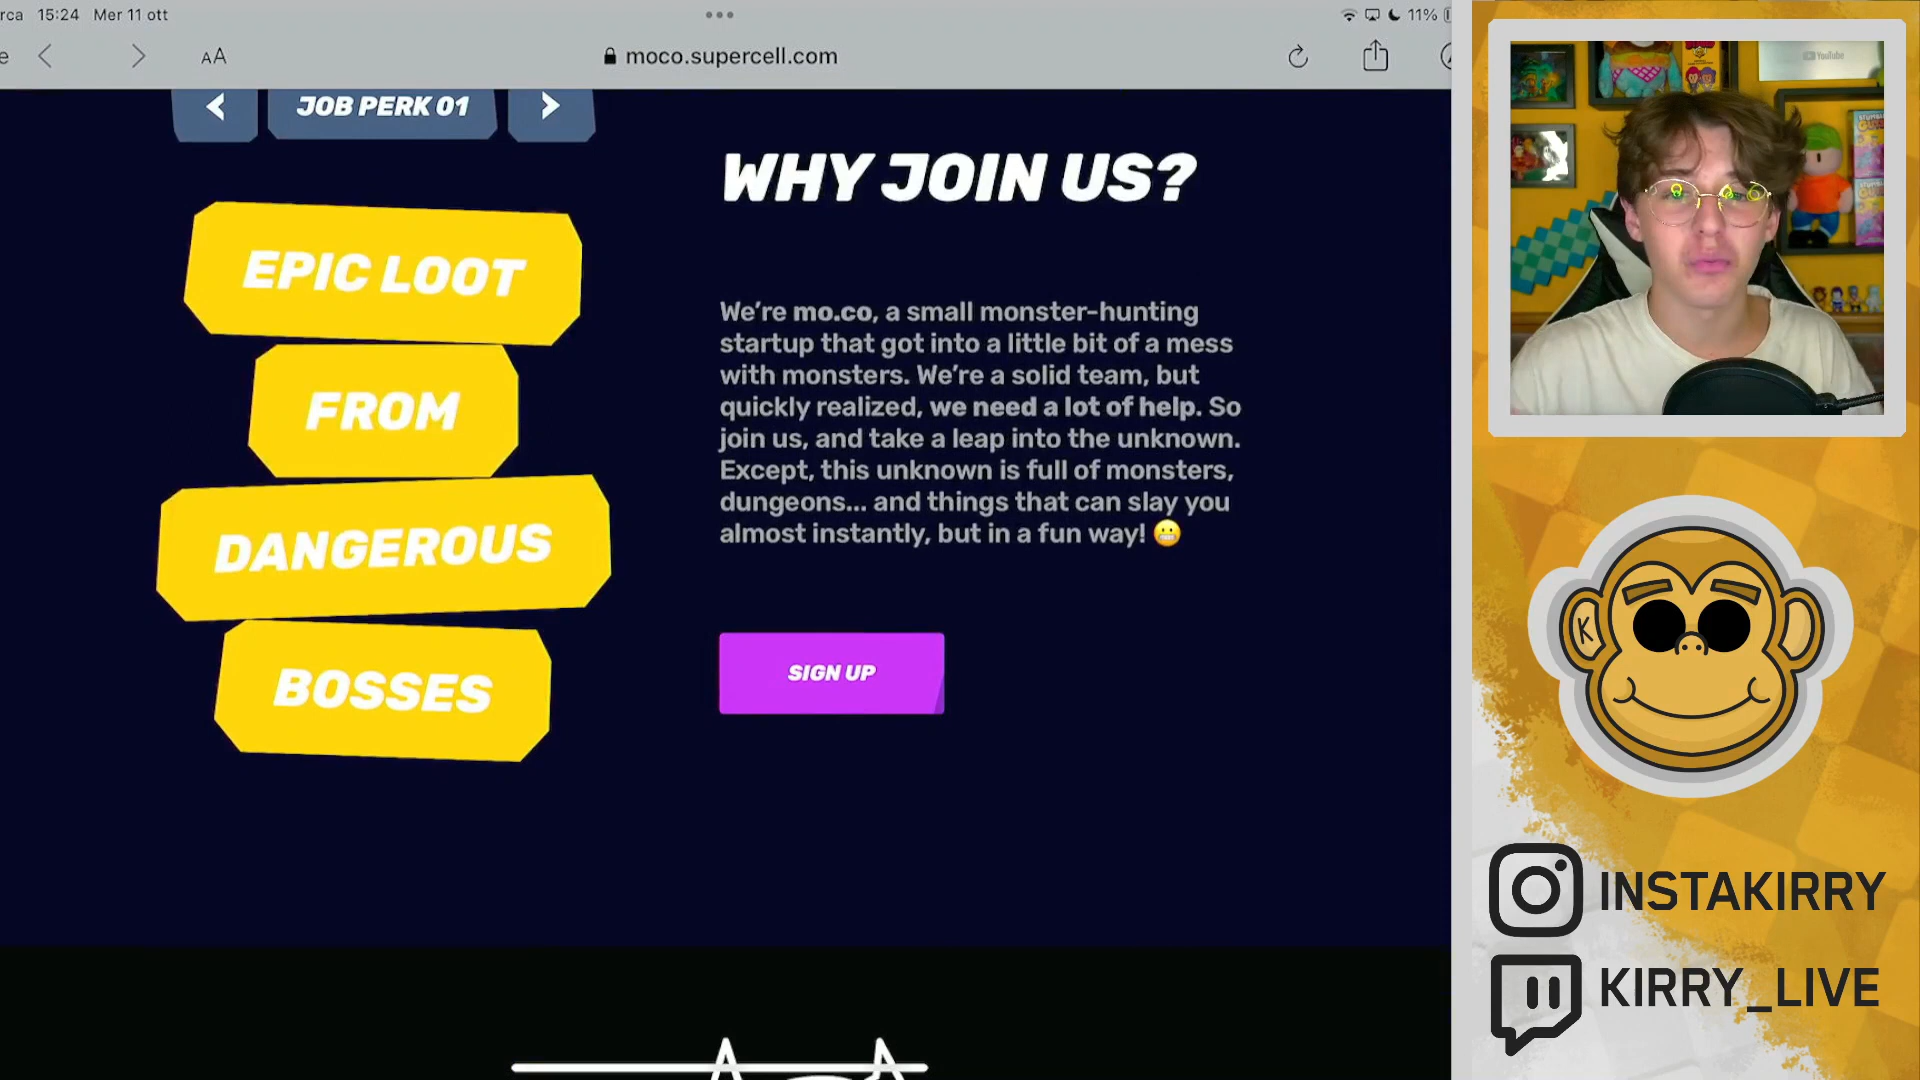 rca 15:24 Mer 11 ott
11%
e
AA
moco.supercell.com
JOB PERK 01
EPIC LOOT
FROM
DANGEROUS
BOSSES
WHY JOIN US?
We're mo.co, a small monster-hunting
startup that got into a little bit of a mess
with monsters. We're a solid team, but
quickly realized, we need a lot of help. So
join us, and take a leap into the unknown.
Except, this unknown is full of monsters,
dungeons... and things that can slay you
almost instantly, but in a fun way! 😬
SIGN UP
YouTube
K
INSTAKIRRY
KIRRY_LIVE